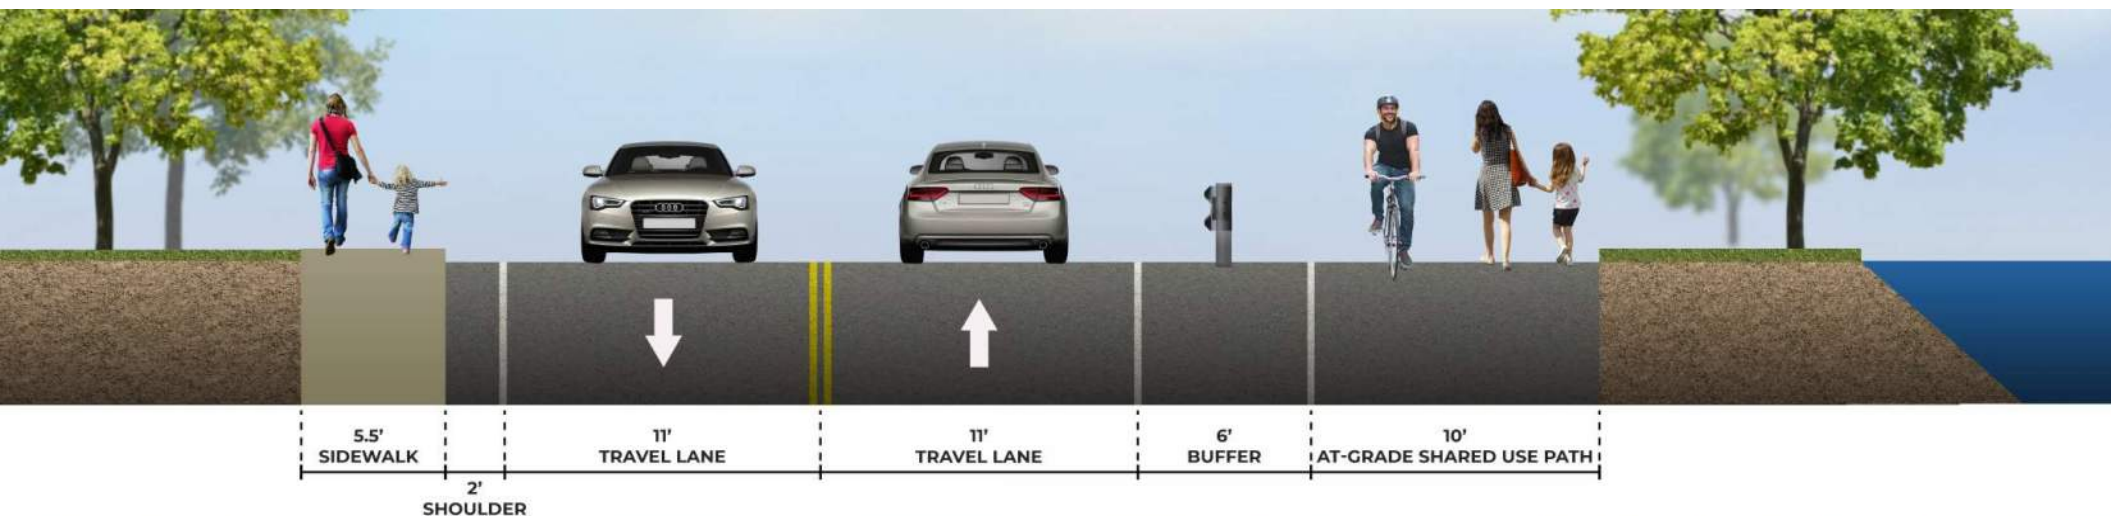 5.5’
SIDEWALK
2’
SHOULDER
11’
TRAVEL LANE
11’
TRAVEL LANE
6’
BUFFER
10’
AT-GRADE SHARED USE PATH